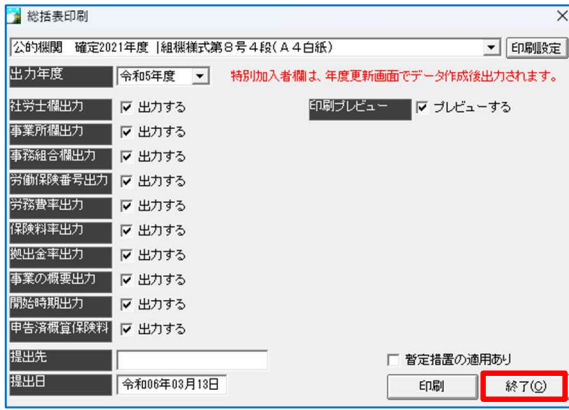 総括表印刷
公的機関　確定2021年度　|組機様式第８号４段(Ａ４白紙) 印刷設定
出力年度 令和5年度 特別加入者欄は、年度更新画面でデータ作成後出力されます。
社労士欄出力 出力する 印刷プレビュー プレビューする
事業所欄出力 出力する
事務組合欄出力 出力する
労働保険番号出力 出力する
労務費率出力 出力する
保険料率出力 出力する
拠出金率出力 出力する
事業の概要出力 出力する
開始時期出力 出力する
申告済概算保険料 出力する
提出先 暫定措置の適用あり
提出日 令和06年03月13日 印刷 終了(C)